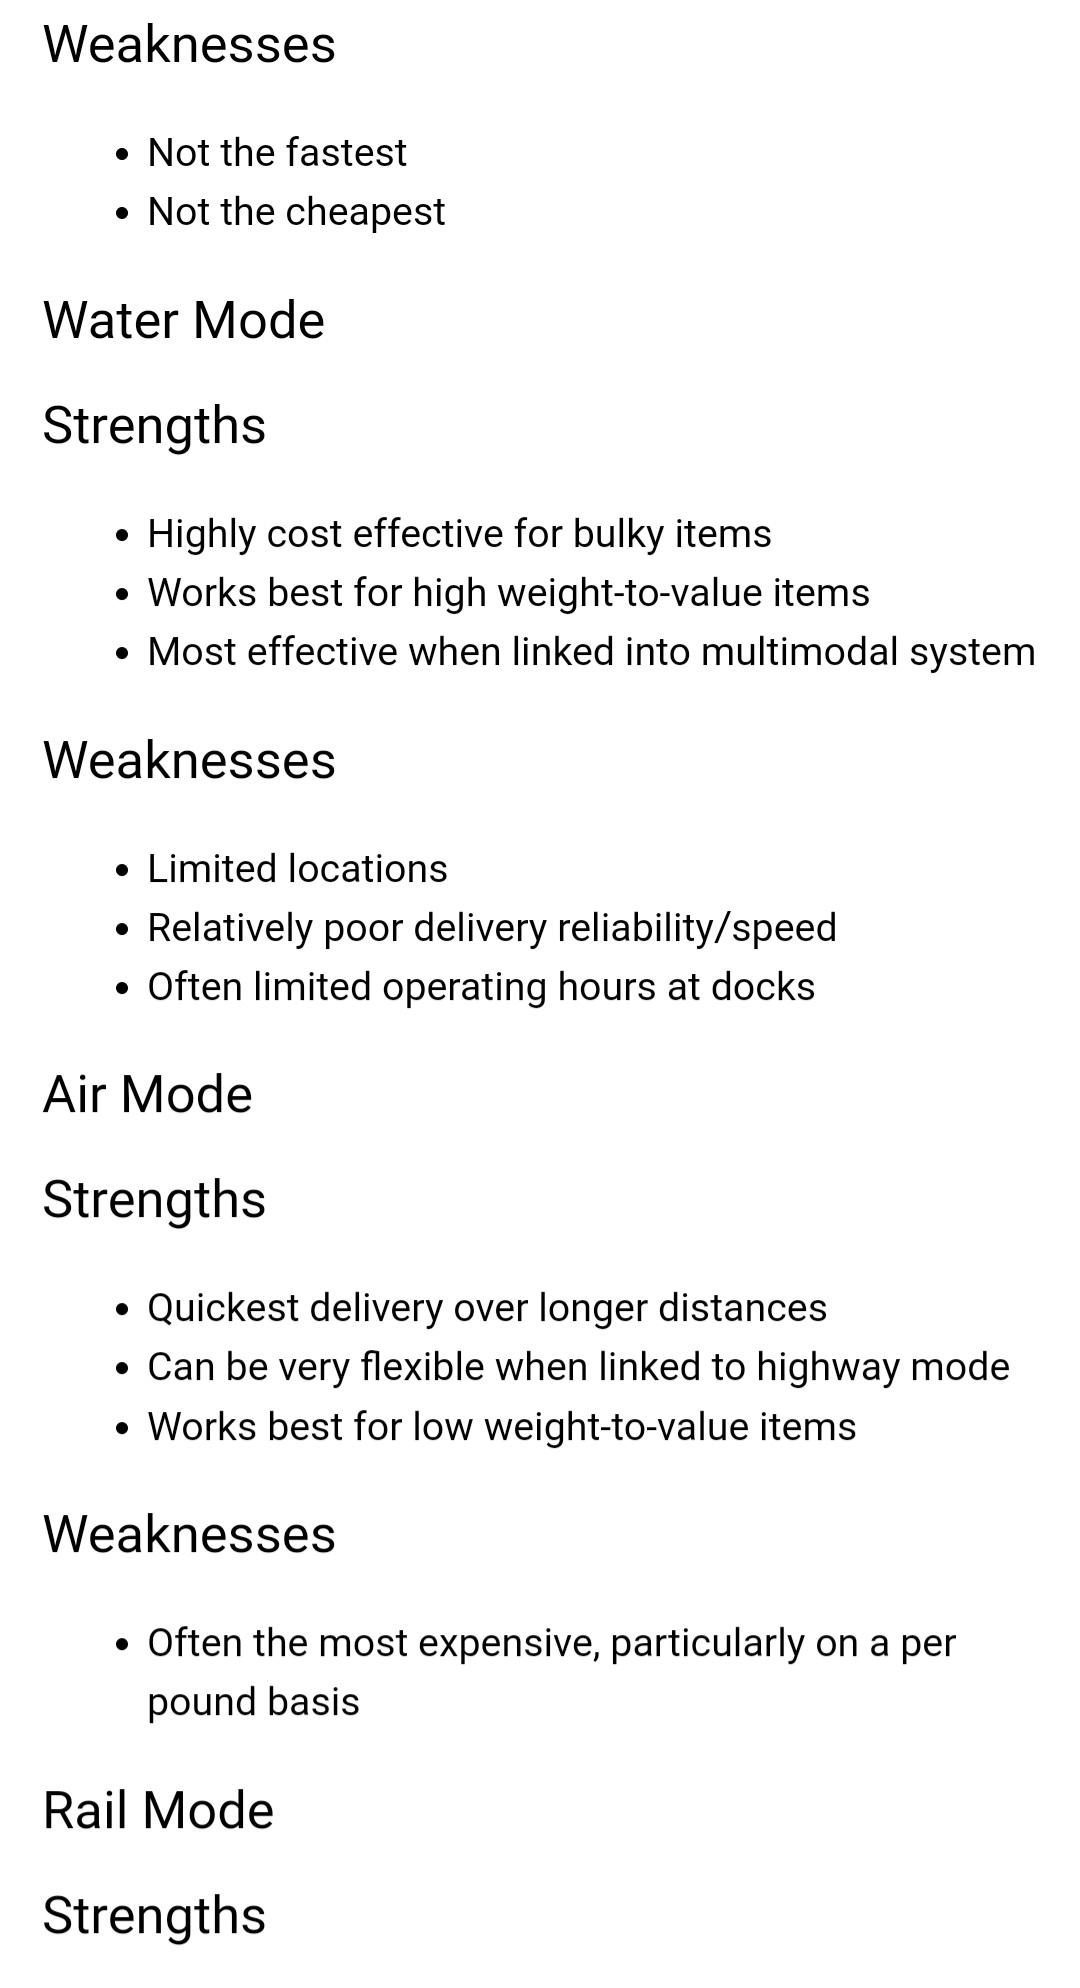 Weaknesses
• Not the fastest
• Not the cheapest
Water Mode
Strengths
• Highly cost effective for bulky items
• Works best for high weight-to-value items
• Most effective when linked into multimodal system
Weaknesses
• Limited locations
• Relatively poor delivery reliability/speed
• Often limited operating hours at docks
Air Mode
Strengths
• Quickest delivery over longer distances
• Can be very flexible when linked to highway mode
• Works best for low weight-to-value items
Weaknesses
• Often the most expensive, particularly on a per
pound basis
Rail Mode
Strengths